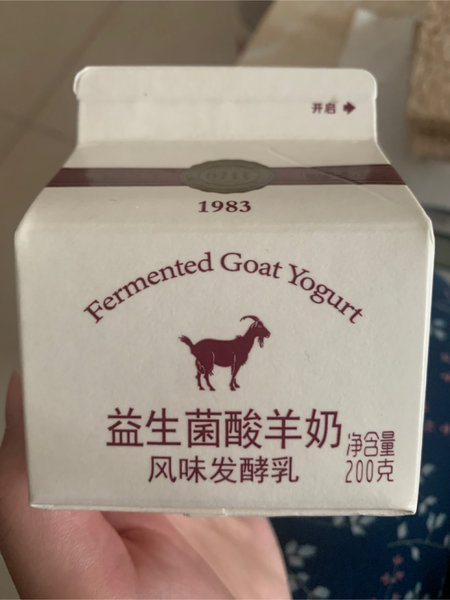 开启
1983
Fermented Goat Yogurt
益生菌酸羊奶
风味发酵乳
净含量
200克